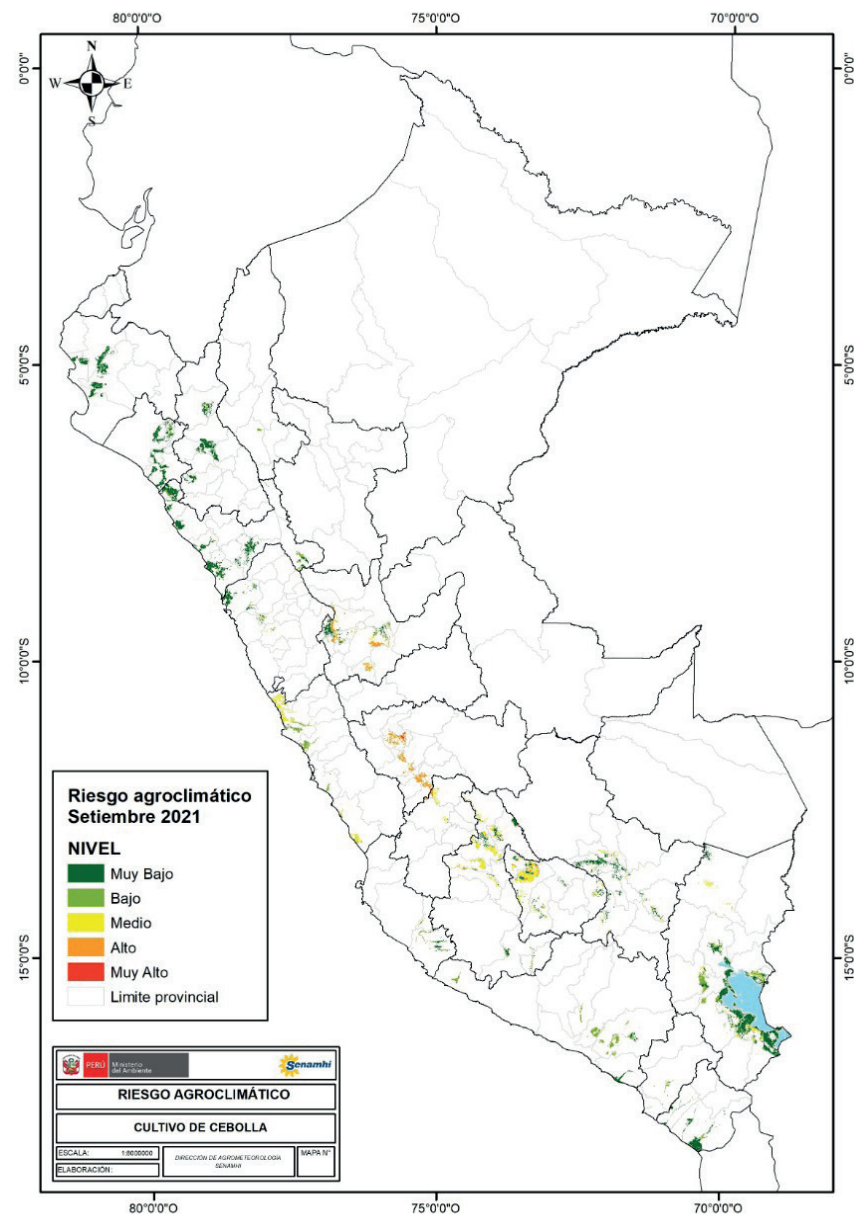 80°0'0"O 75°0'0"O 70°0'0"O
N
W E
S
0°0'0" 0°0'0"
5°0'0"S 5°0'0"S
10°0'0"S 10°0'0"S
15°0'0"S 15°0'0"S
Riesgo agroclimático
Setiembre 2021
NIVEL
Muy Bajo
Bajo
Medio
Alto
Muy Alto
Limite provincial
PERÚ Ministerio
del Ambiente
Senamhi
RIESGO AGROCLIMÁTICO
CULTIVO DE CEBOLLA
ESCALA: 1:6000000
ELABORACIÓN:
DIRECCIÓN DE AGROMETEOROLOGÍA
SENAMHI
MAPA N°
80°0'0"O 75°0'0"O 70°0'0"O